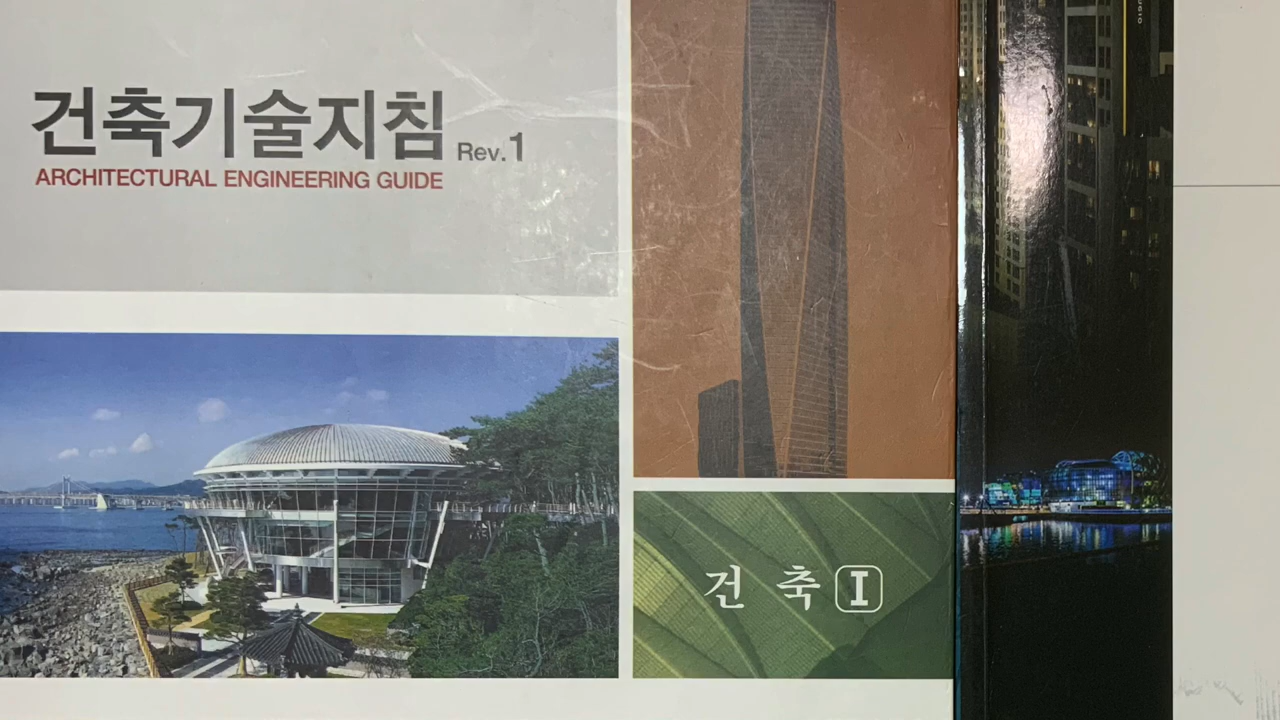 건축기술지침 Rev.1
ARCHITECTURAL ENGINEERING GUIDE
건 축 I